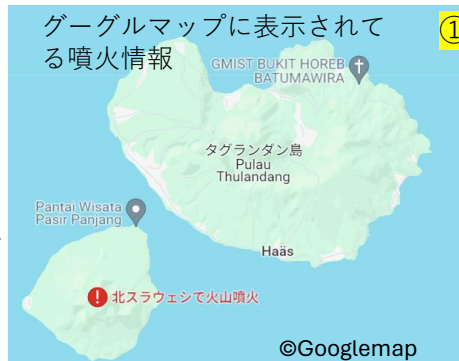 グーグルマップに表示されて
る噴火情報
①
GMIST BUKIT HOREB
BATUMAWIRA
タグランダン島
Pulau
Thulandang
Pantai Wisata
Pasir Panjang
Haäs
北スラウェシで火山噴火
©Googlemap